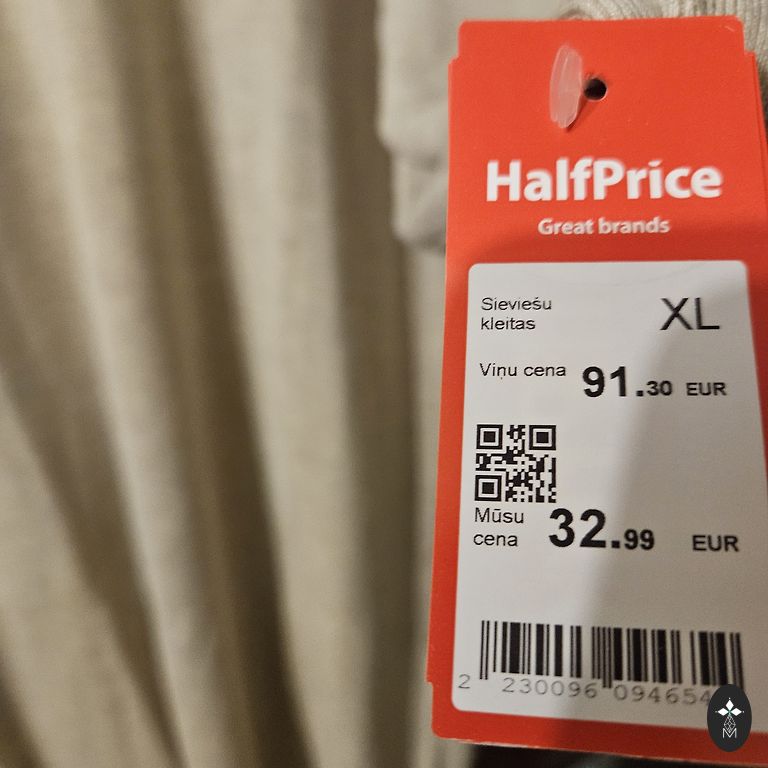 HalfPrice
Great brands
Sieviešu
kleitas
XL
Viņu cena 91.30 EUR
Mūsu
cena
32.99 EUR
2 230096 094654